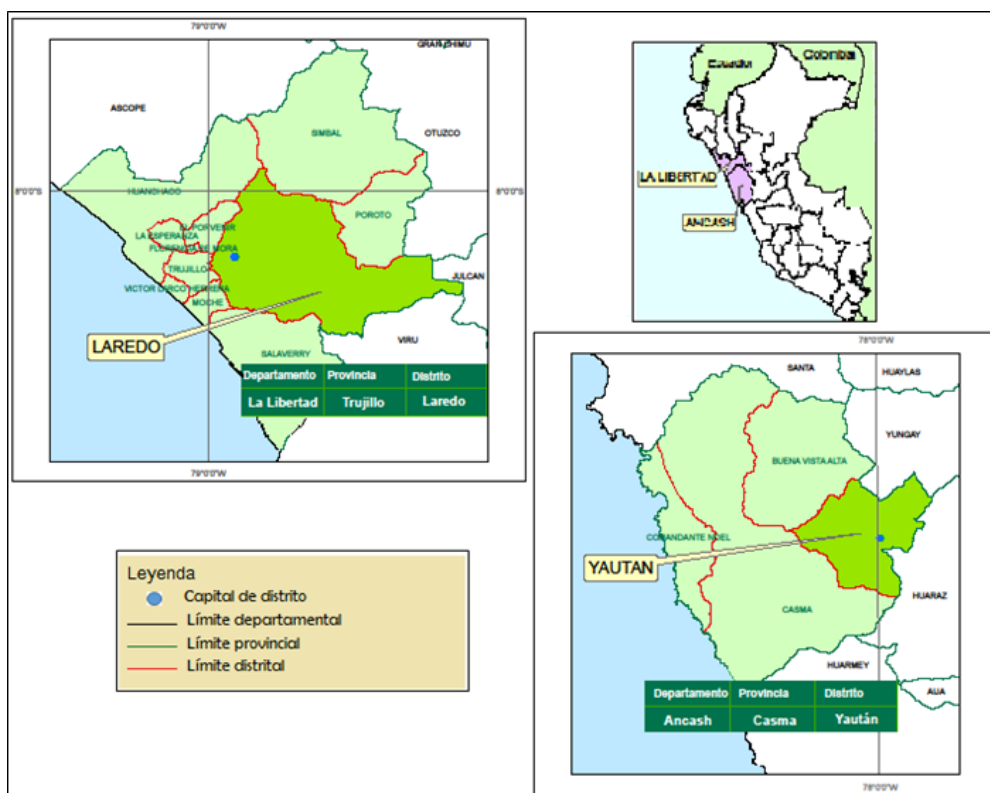 79°0'0"W
GRAN CHIMU
ASCOPE
SIMBAL
OTUZCO
8°0'0"S
8°0'0"S
HUANCHACO
POROTO
EL PORVENIR
LA ESPERANZA
FLORENCIA DE MORA
TRUJILLO
JULCAN
VICTOR LARCO HERRERA
MOCHE
VIRU
LAREDO
SALAVERRY
Departamento Provincia Distrito
La Libertad Trujillo Laredo
79°0'0"W
Ecuador
Colombia
LA LIBERTAD
ANCASH
78°0'0"W
SANTA
HUAYLAS
YUNGAY
BUENA VISTA ALTA
COMANDANTE NOEL
YAUTAN
CASMA
HUARAZ
HUARMEY
AIJA
Departamento Provincia Distrito
Ancash Casma Yaután
78°0'0"W
Leyenda
Capital de distrito
Límite departamental
Límite provincial
Límite distrital